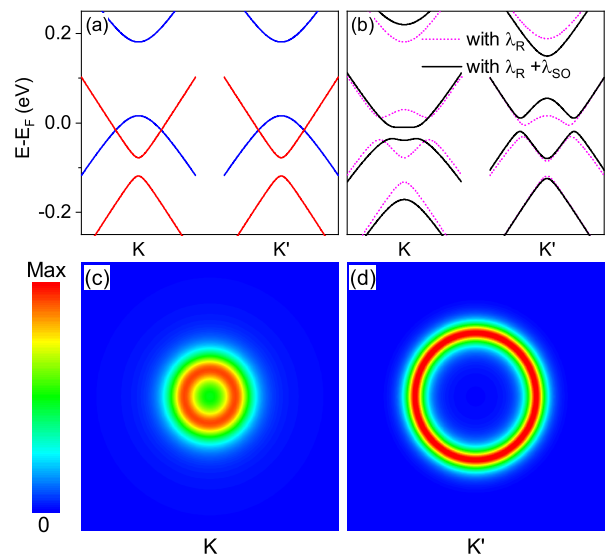 (a)
(b)
0.2
0.0
-0.2
E-E_F (eV)
with λ_R
with λ_R +λ_SO
K
K'
K
K'
Max
0
(c)
(d)
K
K'